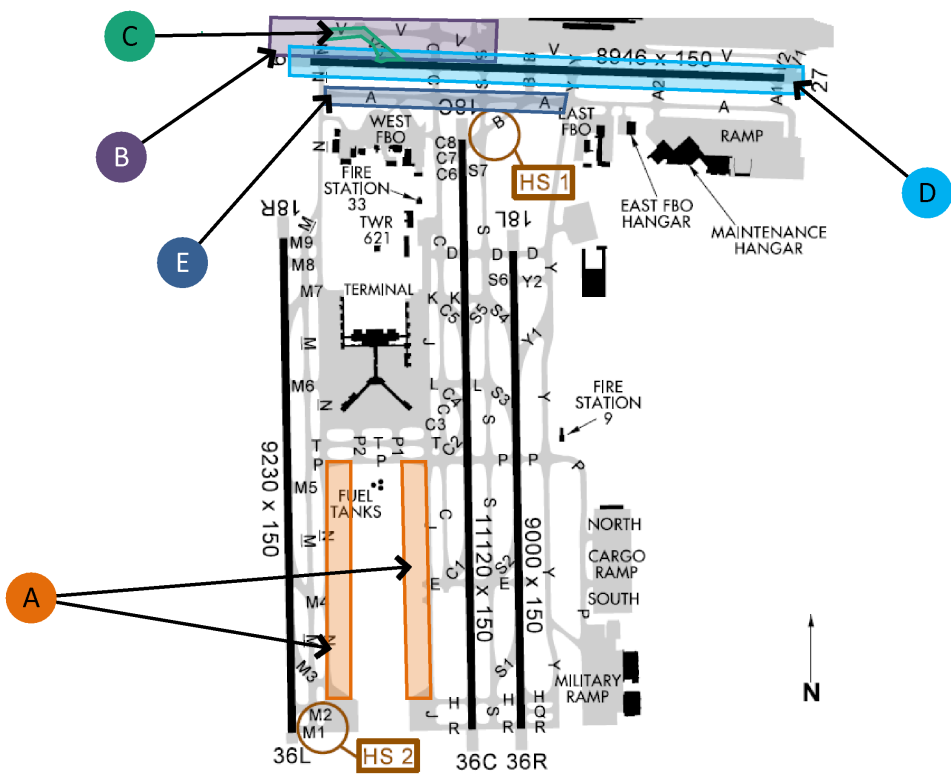 C
V
V
C
S
B
V
8946 x 150
V
V2
V1
9
N
C
S
B
Y
27
B
A
18C
A
A2
A
A1
D
WEST
FBO
B
EAST
FBO
RAMP
N
C8
C7
C6
S7
HS 1
FIRE
STATION
33
EAST FBO
HANGAR
MAINTENANCE
HANGAR
E
18R
M
TWR
621
18L
M9
C
D
S
D
D
M8
S6
Y2
Y
M7
TERMINAL
K
K
C5
S5
S4
M
J
Y1
M6
L
C4
L
S3
Y
N
C
C3
S
FIRE
STATION
9
T
P2
T
P1
T
C2
P
P
P
P
P
9230 x 150
M5
FUEL
TANKS
C
S
11120 x 150
9000 x 150
NORTH
CARGO
RAMP
SOUTH
M
N
J
C1
E
S2
E
Y
A
M4
P
M
N
M3
S1
Y
MILITARY
RAMP
N
M2
M1
J
H
R
S
H
R
H
Q
R
36L
HS 2
36C
36R